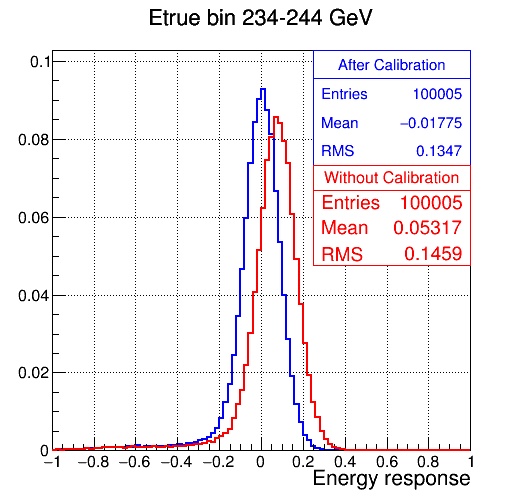 Etrue bin 234-244 GeV
0.1
0.08
0.06
0.04
0.02
0
After Calibration
Entries 100005
Mean −0.01775
RMS 0.1347
Without Calibration
Entries 100005
Mean 0.05317
RMS 0.1459
−1 −0.8 −0.6 −0.4 −0.2 0 0.2 0.4 0.6 0.8 1
Energy response